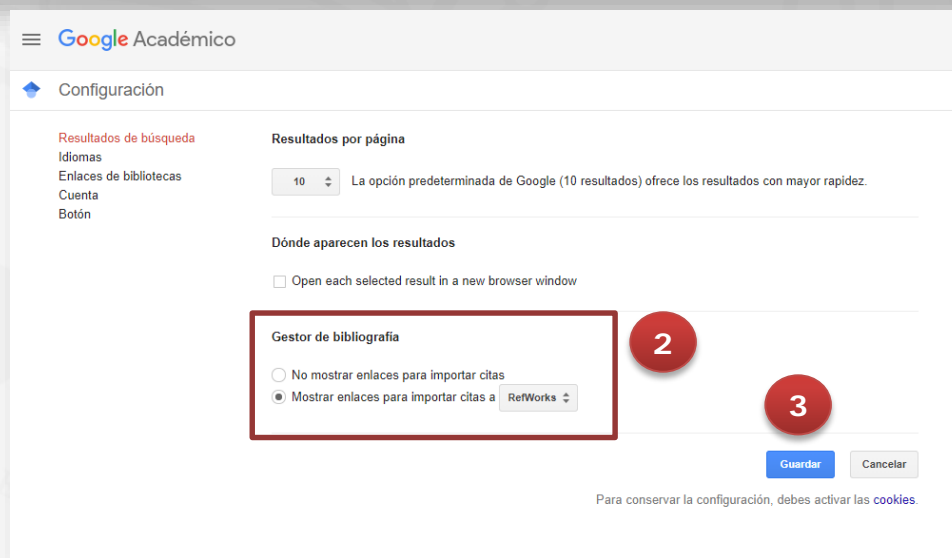 Google Académico
Configuración
Resultados de búsqueda
Idiomas
Enlaces de bibliotecas
Cuenta
Botón
Resultados por página
10 La opción predeterminada de Google (10 resultados) ofrece los resultados con mayor rapidez.
Dónde aparecen los resultados
Open each selected result in a new browser window
Gestor de bibliografía
No mostrar enlaces para importar citas
Mostrar enlaces para importar citas a RefWorks
2
3
Guardar Cancelar
Para conservar la configuración, debes activar las cookies.